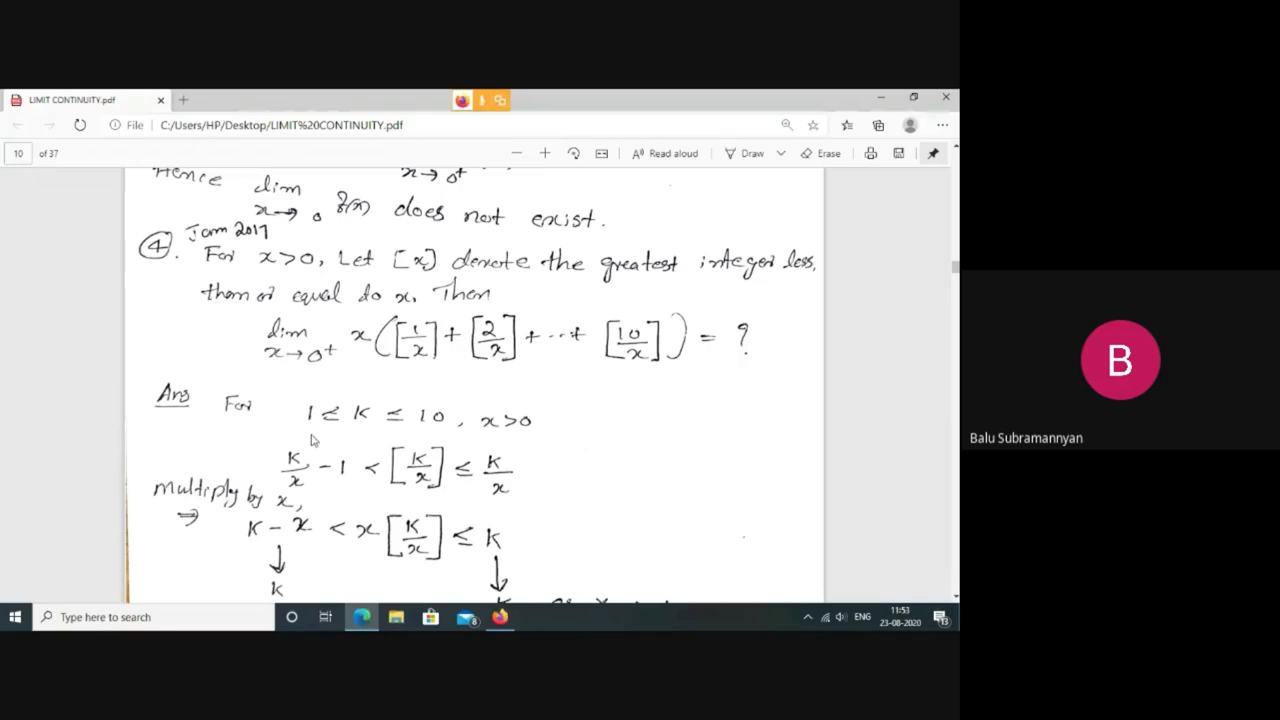 LIMIT CONTINUITY.pdf
File C:/Users/HP/Desktop/LIMIT%20CONTINUITY.pdf
10 of 37 Read aloud Draw Erase
Hence lim x→0 f(x) does not exist.
x→0+
Jam 2017
(4). For x>0, Let [x] denote the greatest integer less,
than or equal to x. Then
lim x→0+ x([1/x] + [2/x] + ... + [10/x]) = ?
Ans For 1 ≤ K ≤ 10, x>0
K/x - 1 < [K/x] ≤ K/x
Multiply by x,
⇒ K - x < x[K/x] ≤ K
↓ ↓
K
B
Balu Subramannyan
Type here to search 8 ENG 11:53 23-08-2020 13